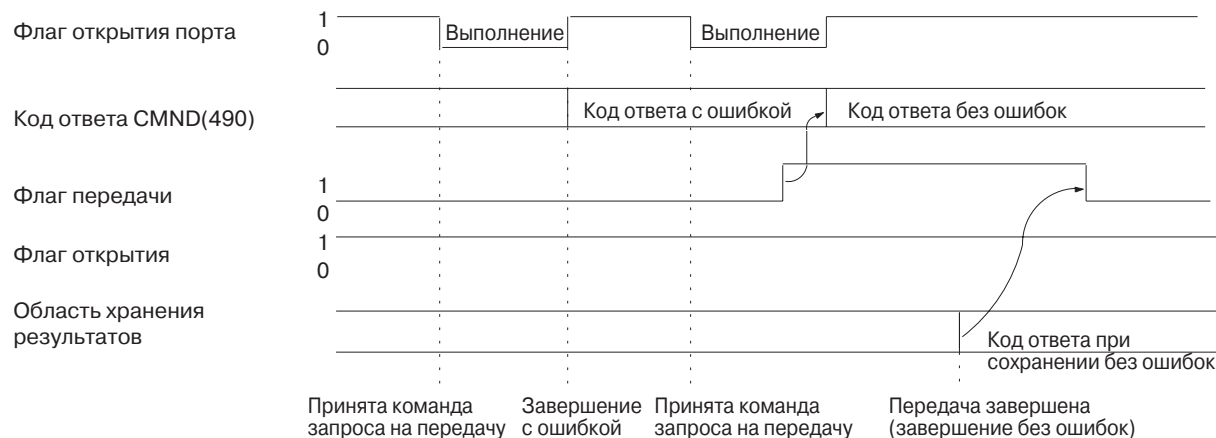 Флаг открытия порта
1
0
Выполнение
Выполнение
Код ответа CMND(490)
Код ответа с ошибкой
Код ответа без ошибок
Флаг передачи
1
0
Флаг открытия
1
0
Область хранения
результатов
Код ответа при
сохранении без ошибок
Принята команда
запроса на передачу
Завершение
с ошибкой
Принята команда
запроса на передачу
Передача завершена
(завершение без ошибок)